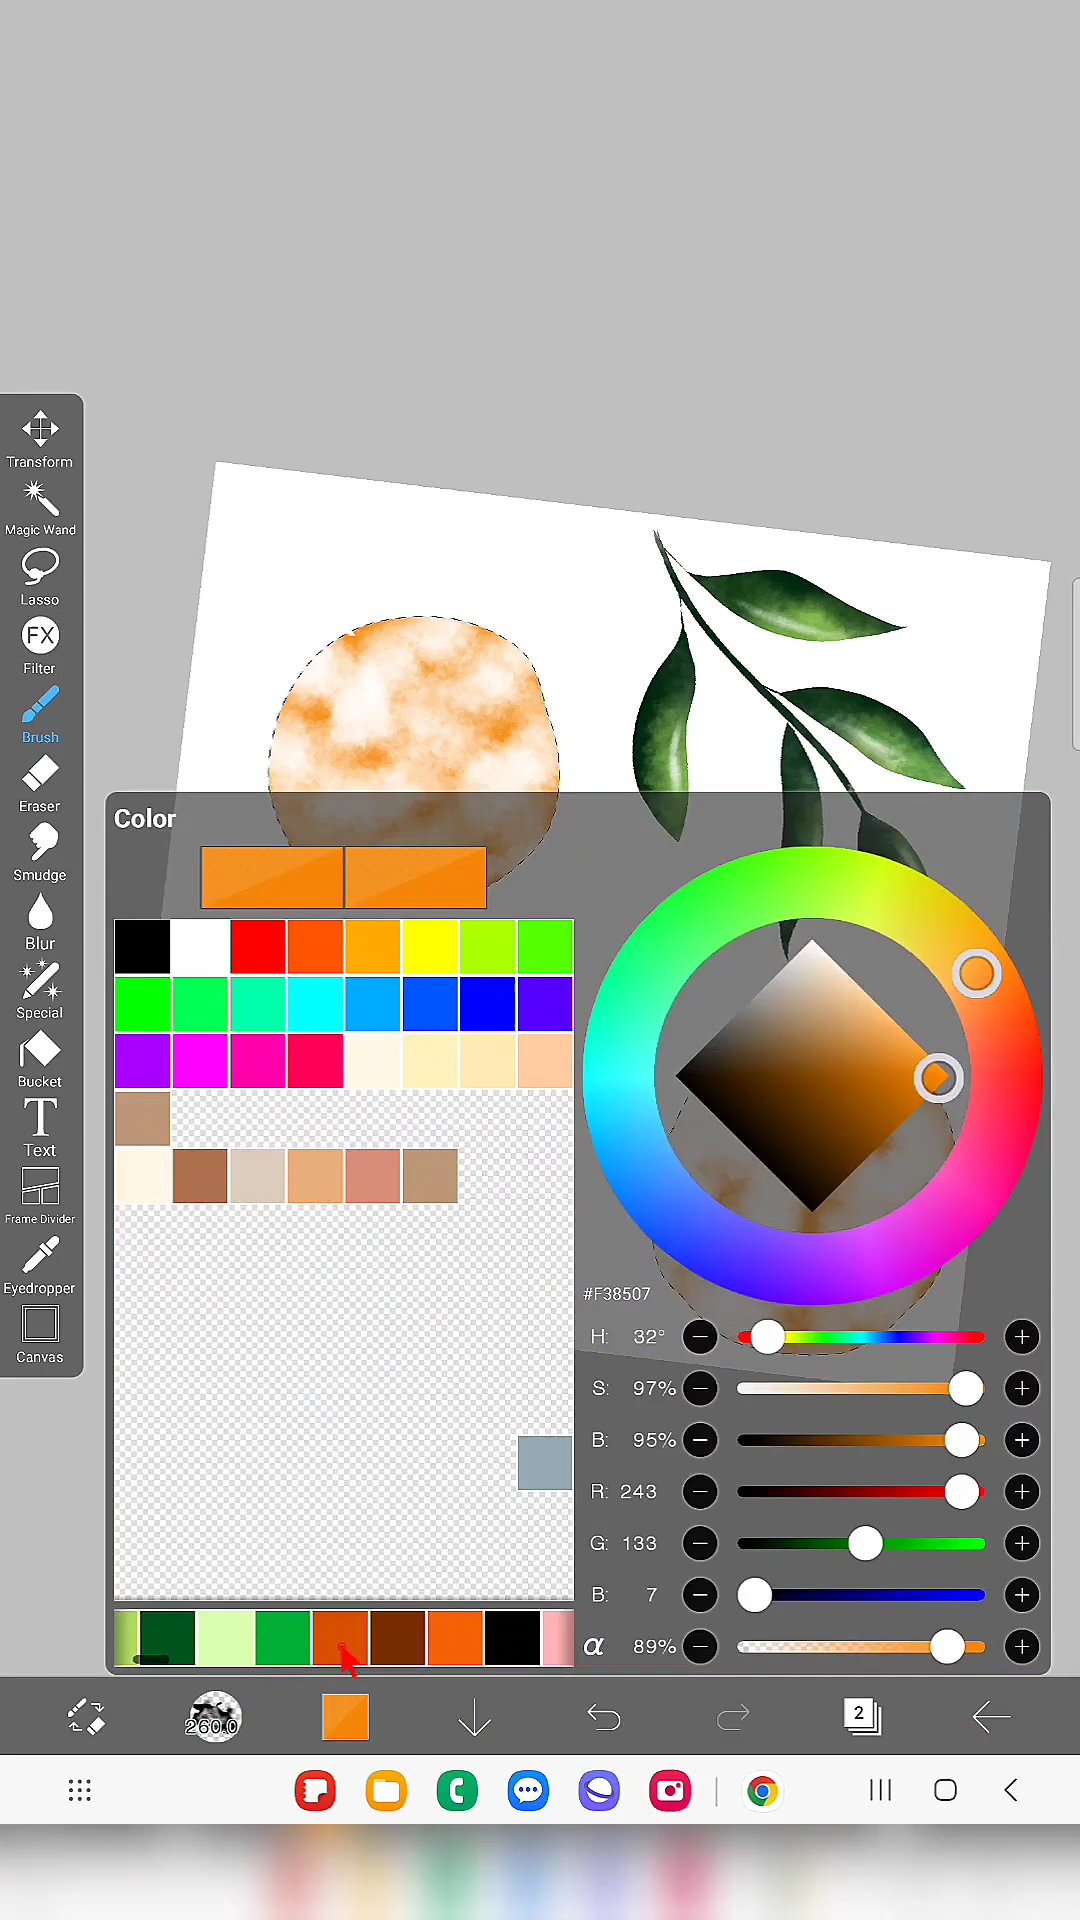 Transform
Magic Wand
Lasso
FX
Filter
Brush
Eraser
Smudge
Blur
Special
Bucket
T
Text
Frame Divider
Eyedropper
Canvas
Color
#F38507
H: 32°
S: 97%
B: 95%
R: 243
G: 133
B: 7
α 89%
260.0
2